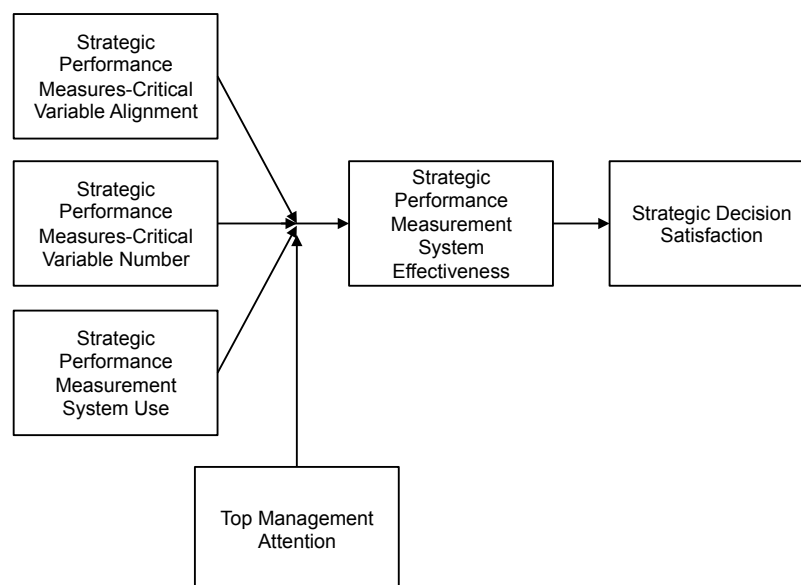 Strategic
Performance
Measures-Critical
Variable Alignment
Strategic
Performance
Measures-Critical
Variable Number
Strategic
Performance
Measurement
System Use
Top Management
Attention
Strategic
Performance
Measurement
System
Effectiveness
Strategic Decision
Satisfaction